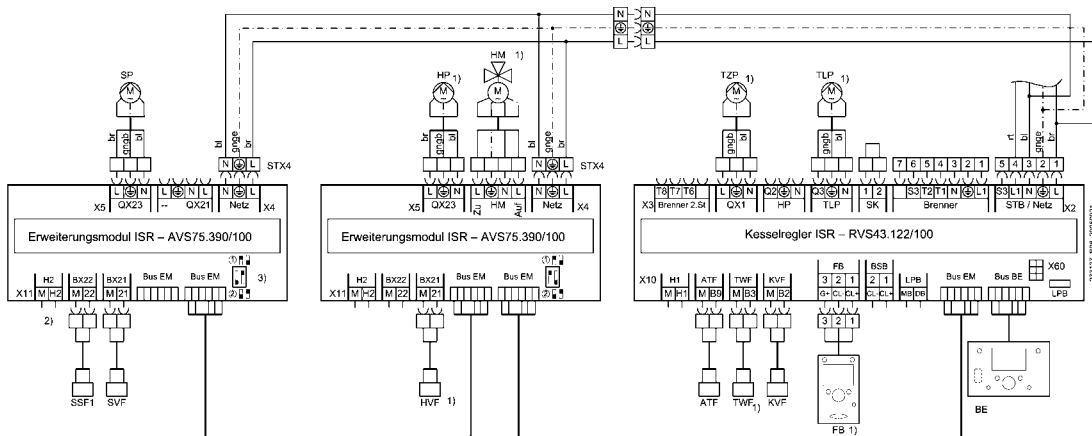 N N
L L
SP
HP 1)
HM 1)
TZP 1)
TLP 1)
M ~
M ~
M ~
M ~
M ~
br gngb bl
bl gnge br
br gngb bl
bl gnge br
br gngb bl
br gngb bl
rt bl gnge br
N L STX4
N L STX4
7 6 5 4 3 2 1
5 4 3 2 1
L N -- N L N L
X5 QX23 -- QX21 Netz X4
L N L N L N L
X5 QX23 Zu HM Auf Netz X4
T8 T7 T6 L N Q2 N Q3 N 1 2 S3 T2 T1 N L1 S3 L1 N L
X3 Brenner 2.St QX1 HP TLP SK Brenner STB / Netz X2
Erweiterungsmodul ISR – AVS75.390/100
Erweiterungsmodul ISR – AVS75.390/100
Kesselregler ISR – RVS43.122/100
H2 BX22 BX21 Bus EM Bus EM 1 2 3)
X11 M H2 M 22 M 21
2)
H2 BX22 BX21 Bus EM Bus EM 1 2
X11 M H2 M 22 M 21
H1 ATF TWF KVF FB BSB LPB Bus EM Bus BE X60
X10 M H1 M B9 M B3 M B2 3 2 1 2 1 MB DB LPB
G+ CL- CL+ CL- CL+
3 2 1
SSF1 SVF
HVF 1)
ATF TWF 1) KVF
FB 1)
BE